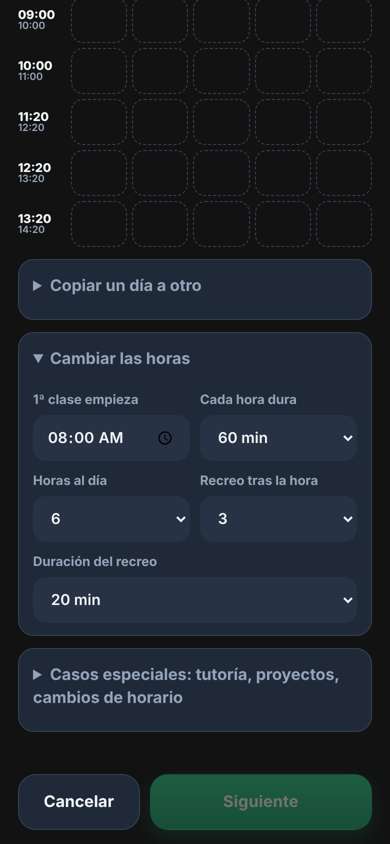 09:00
10:00
10:00
11:00
11:20
12:20
12:20
13:20
13:20
14:20
Copiar un día a otro
Cambiar las horas
1ª clase empieza
Cada hora dura
08:00 AM
60 min
Horas al día
Recreo tras la hora
6
3
Duración del recreo
20 min
Casos especiales: tutoría, proyectos,
cambios de horario
Cancelar
Siguiente